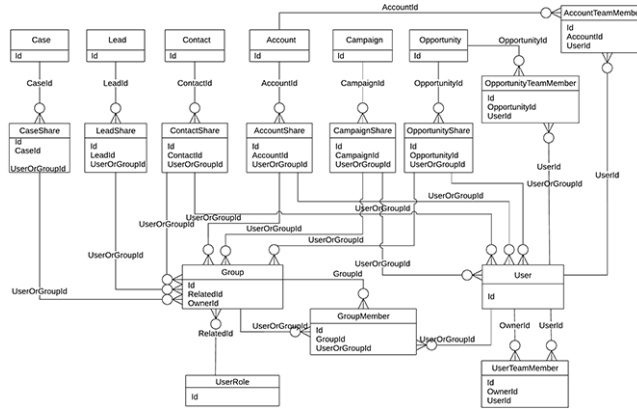 AccountId
AccountTeamMember
Id
AccountId
UserId
Case
Id
Lead
Id
Contact
Id
Account
Id
Campaign
Id
Opportunity
Id
OpportunityId
CaseId
LeadId
ContactId
AccountId
CampaignId
OpportunityId
OpportunityTeamMember
Id
OpportunityId
UserId
CaseShare
Id
CaseId
UserOrGroupId
LeadShare
Id
LeadId
UserOrGroupId
ContactShare
Id
ContactId
UserOrGroupId
AccountShare
Id
AccountId
UserOrGroupId
CampaignShare
Id
CampaignId
UserOrGroupId
OpportunityShare
Id
OpportunityId
UserOrGroupId
UserId
UserOrGroupId
UserId
UserOrGroupId
UserOrGroupId
UserOrGroupId
UserOrGroupId
UserOrGroupId
UserOrGroupId
UserOrGroupId
UserOrGroupId
UserOrGroupId
UserOrGroupId
Group
Id
RelatedId
OwnerId
GroupId
User
Id
GroupMember
Id
GroupId
UserOrGroupId
RelatedId
UserOrGroupId
UserOrGroupId
OwnerId
UserId
UserRole
Id
UserTeamMember
Id
OwnerId
UserId